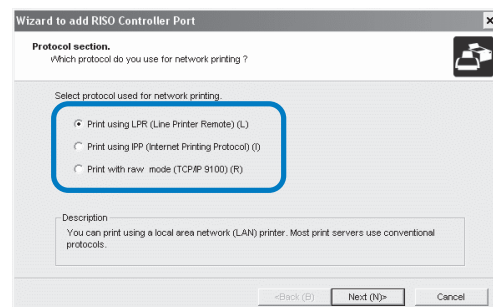 Wizard to add RISO Controller Port
Protocol section.
Which protocol do you use for network printing ?
Select protocol used for network printing.
Print using LPR (Line Printer Remote) (L)
Print using IPP (Internet Printing Protocol) (I)
Print with raw mode (TCP/IP 9100) (R)
Description
You can print using a local area network (LAN) printer. Most print servers use conventional
protocols.
<Back (B) Next (N)> Cancel